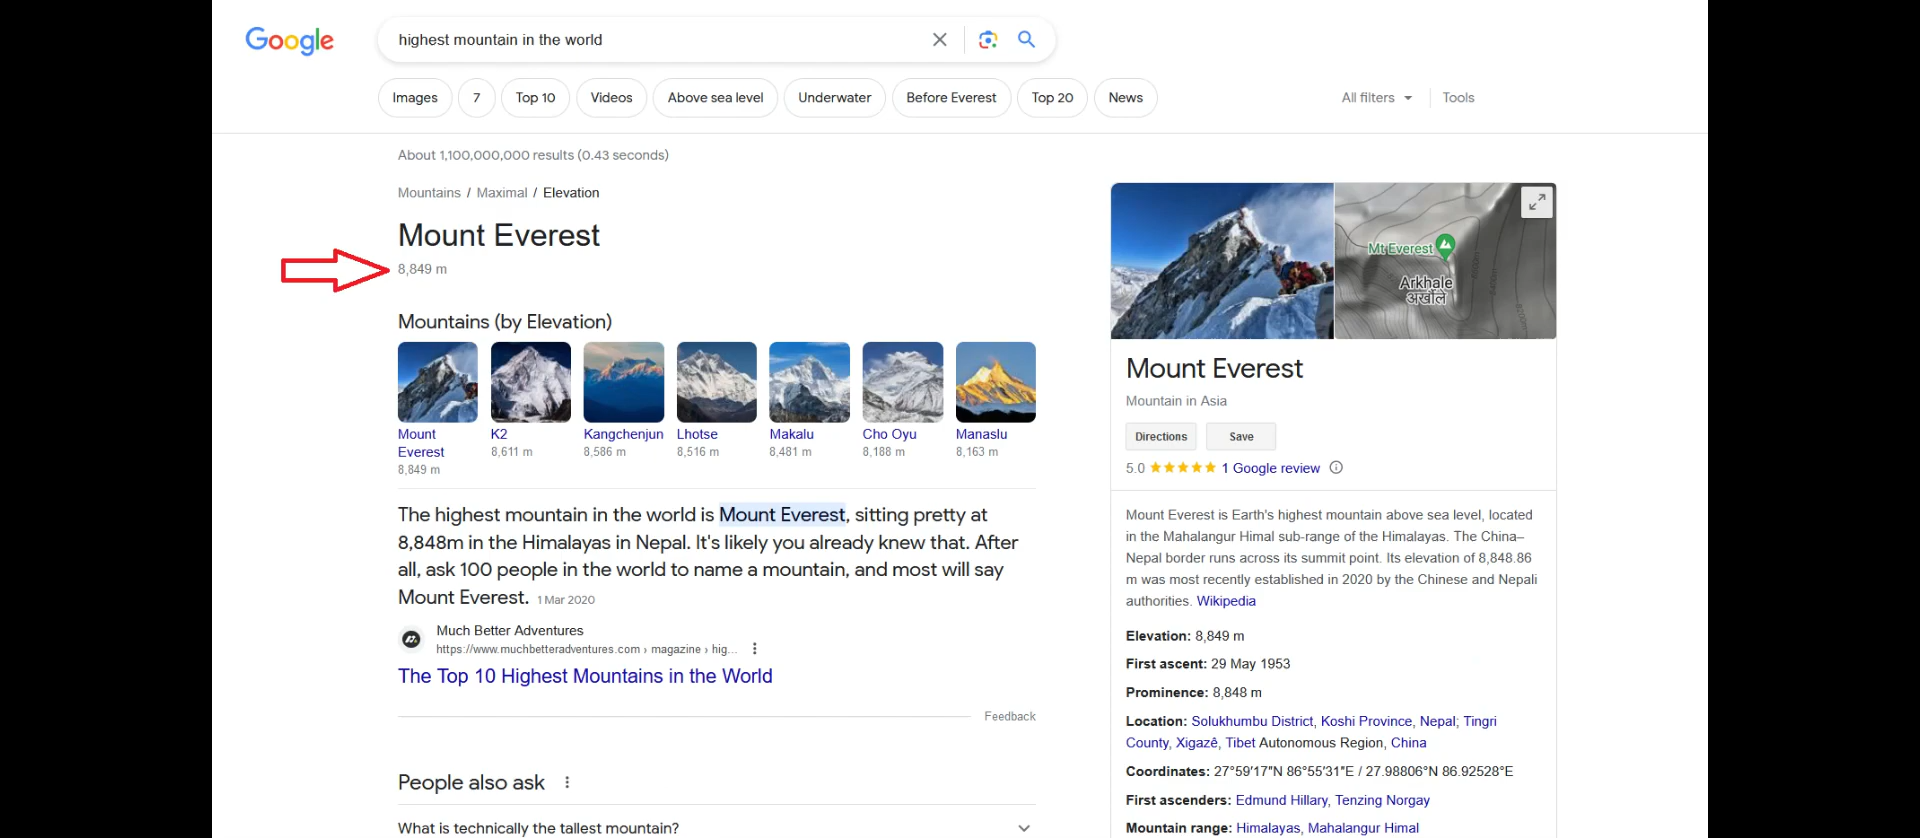 Google
highest mountain in the world
Images
7
Top 10
Videos
Above sea level
Underwater
Before Everest
Top 20
News
All filters
Tools
About 1,100,000,000 results (0.43 seconds)
Mountains / Maximal / Elevation
Mount Everest
8,849 m
Mountains (by Elevation)
Mount
Everest
8,849 m
K2
8,611 m
Kangchenjun
8,586 m
Lhotse
8,516 m
Makalu
8,481 m
Cho Oyu
8,188 m
Manaslu
8,163 m
The highest mountain in the world is Mount Everest, sitting pretty at
8,848m in the Himalayas in Nepal. It's likely you already knew that. After
all, ask 100 people in the world to name a mountain, and most will say
Mount Everest. 1 Mar 2020
Much Better Adventures
https://www.muchbetteradventures.com › magazine › hig...
The Top 10 Highest Mountains in the World
Feedback
People also ask
What is technically the tallest mountain?
Mt Everest
Arkhale
अर्खाले
Mount Everest
Mountain in Asia
Directions
Save
5.0 1 Google review
Mount Everest is Earth's highest mountain above sea level, located
in the Mahalangur Himal sub-range of the Himalayas. The China–
Nepal border runs across its summit point. Its elevation of 8,848.86
m was most recently established in 2020 by the Chinese and Nepali
authorities. Wikipedia
Elevation: 8,849 m
First ascent: 29 May 1953
Prominence: 8,848 m
Location: Solukhumbu District, Koshi Province, Nepal; Tingri
County, Xigazê, Tibet Autonomous Region, China
Coordinates: 27°59′17″N 86°55′31″E / 27.98806°N 86.92528°E
First ascenders: Edmund Hillary, Tenzing Norgay
Mountain range: Himalayas, Mahalangur Himal